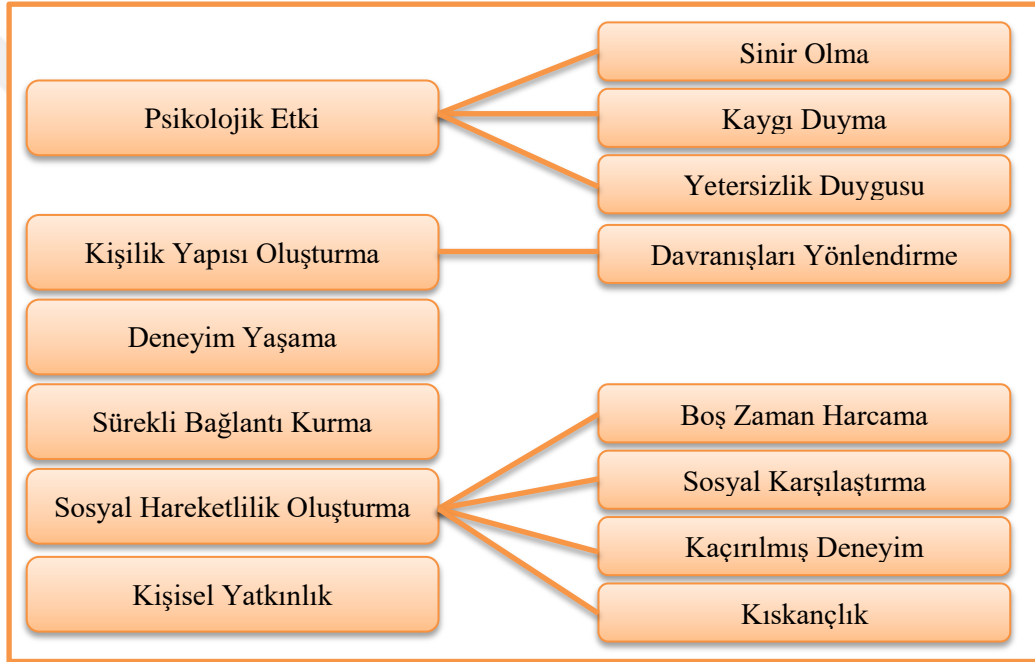 Psikolojik Etki
Sinir Olma
Kaygı Duyma
Yetersizlik Duygusu
Kişilik Yapısı Oluşturma
Davranışları Yönlendirme
Deneyim Yaşama
Sürekli Bağlantı Kurma
Sosyal Hareketlilik Oluşturma
Boş Zaman Harcama
Sosyal Karşılaştırma
Kaçırılmış Deneyim
Kıskançlık
Kişisel Yatkınlık